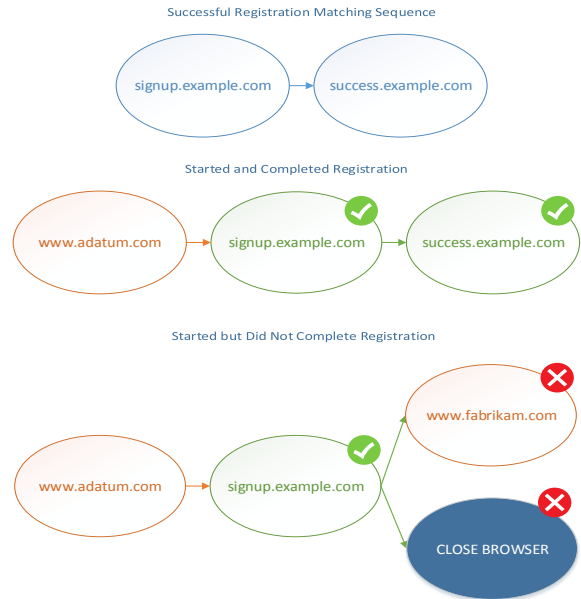 Successful Registration Matching Sequence
signup.example.com
success.example.com
Started and Completed Registration
www.adatum.com
signup.example.com
success.example.com
Started but Did Not Complete Registration
www.fabrikam.com
www.adatum.com
signup.example.com
CLOSE BROWSER